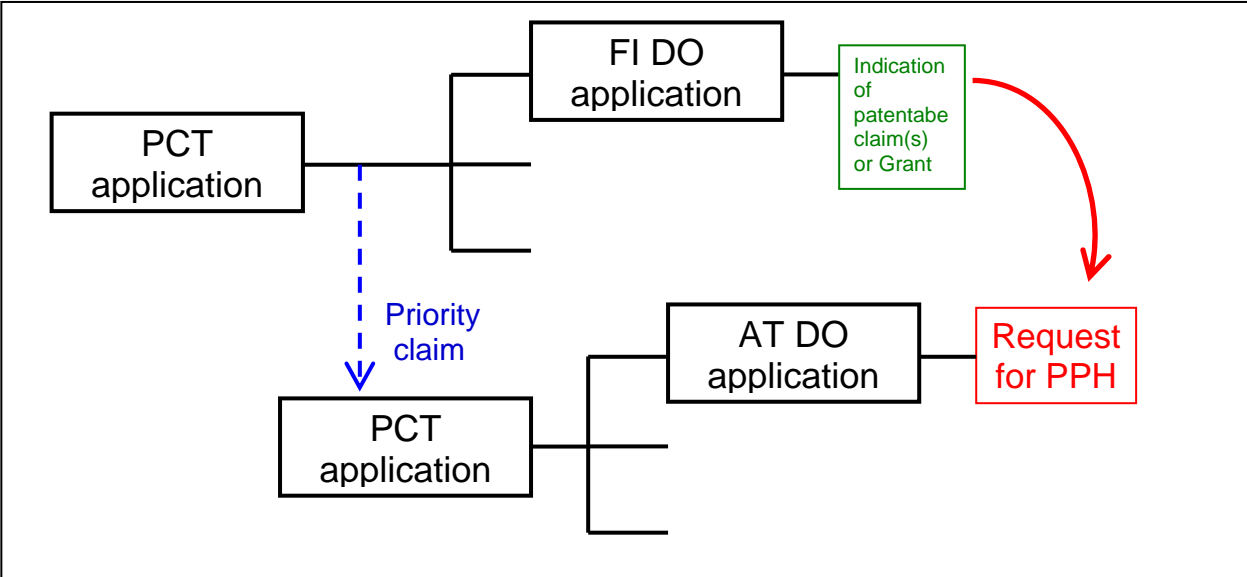 FI DO
application
Indication
of
patentabe
claim(s)
or Grant
PCT
application
Priority
claim
AT DO
application
Request
for PPH
PCT
application